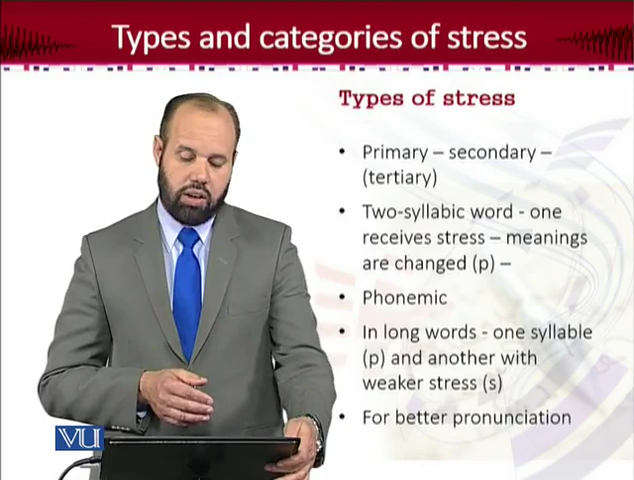 Types and categories of stress
Types of stress
• Primary – secondary –
(tertiary)
• Two-syllabic word - one
receives stress – meanings
are changed (p) –
• Phonemic
• In long words - one syllable
(p) and another with
weaker stress (s)
• For better pronunciation
VU